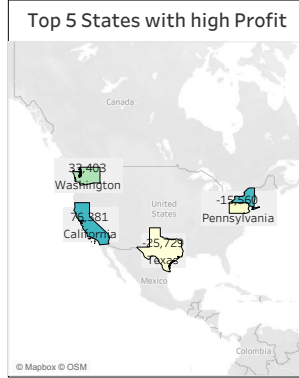 Top 5 States with high Profit
Canada
33,403
Washington
-15,560
Pennsylvania
United
States
76,381
California
-25,729
Texas
Mexico
Colombia
© Mapbox © OSM